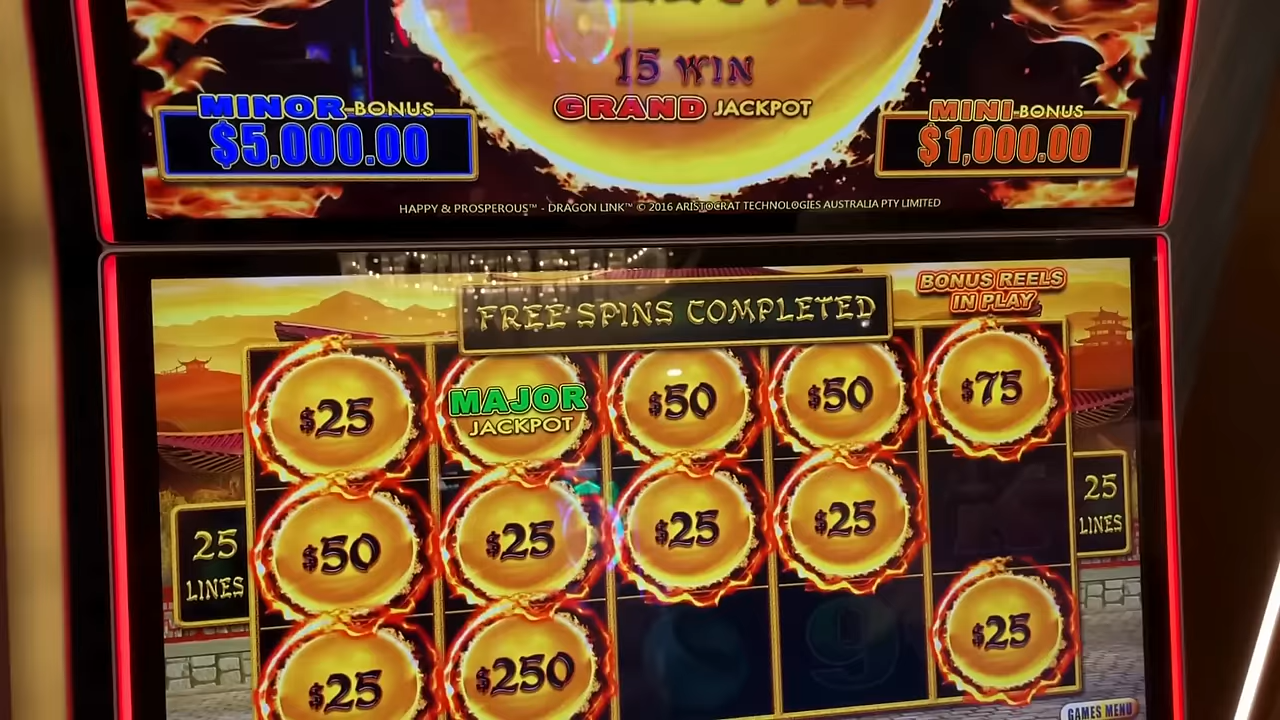 15 WIN
GRAND JACKPOT
MINOR BONUS
$5,000.00
MINI BONUS
$1,000.00
HAPPY & PROSPEROUS™ - DRAGON LINK™ © 2016 ARISTOCRAT TECHNOLOGIES AUSTRALIA PTY LIMITED
FREE SPINS COMPLETED
BONUS REELS
IN PLAY
$25
MAJOR
JACKPOT
$50
$50
$75
25
LINES
$50
$25
$25
$25
25
LINES
$25
$250
9
$25
GAMES MENU